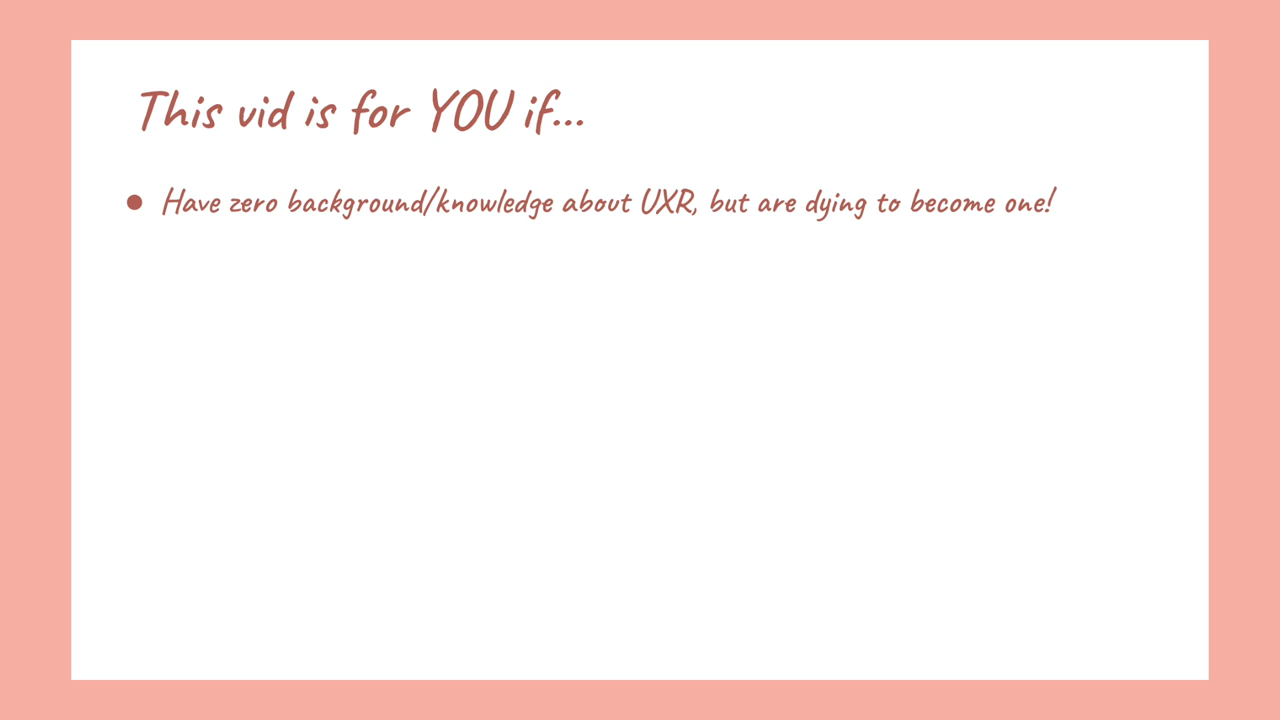 This vid is for YOU if...
• Have zero background/knowledge about UXR, but are dying to become one!